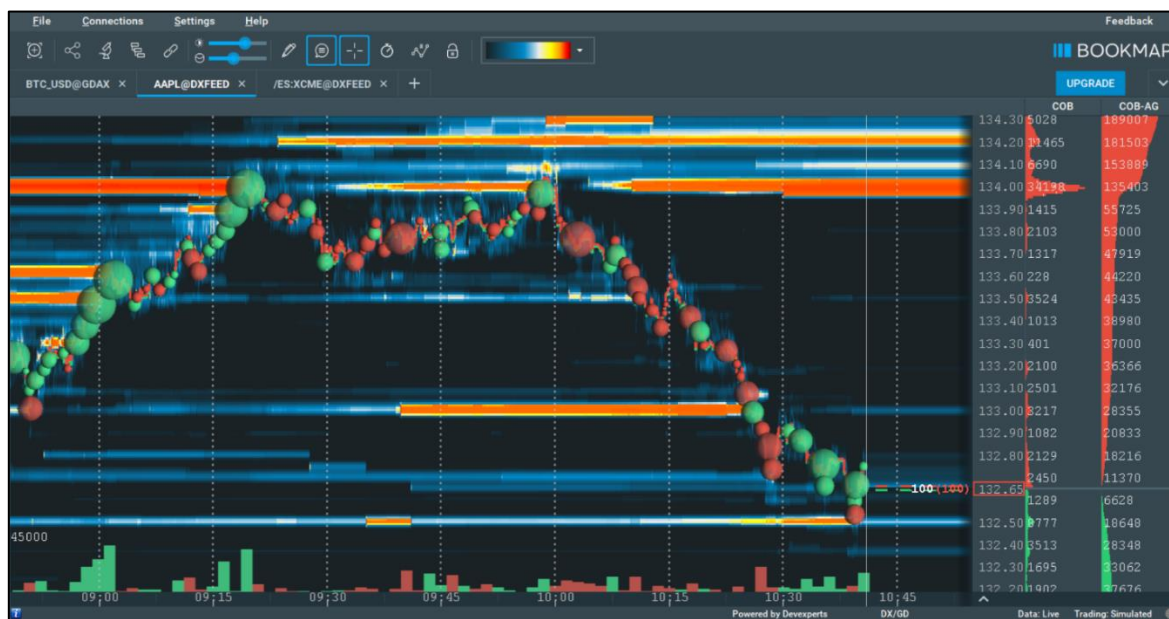 File Connections Settings Help Feedback
BOOKMAP
BTC_USD@GDAX × AAPL@DXFEED × /ES:XCME@DXFEED × + UPGRADE
COB COB-AG
134.30 5028 189007
134.20 11465 181503
134.10 6690 153889
134.00 34198 135403
133.90 1415 55725
133.80 2103 53000
133.70 1317 47919
133.60 228 44220
133.50 3524 43435
133.40 1013 38980
133.30 401 37000
133.20 2100 36366
133.10 2501 32176
133.00 3217 28355
132.90 1082 20833
132.80 2129 18216
2450 11370
100 (100) 132.65
1289 6628
132.50 8777 18648
45000
132.40 3513 28348
132.30 1695 33062
132.20 1902 37676
09:00 09:15 09:30 09:45 10:00 10:15 10:30 10:45
Powered by Devexperts DX/GD Data: Live Trading: Simulated